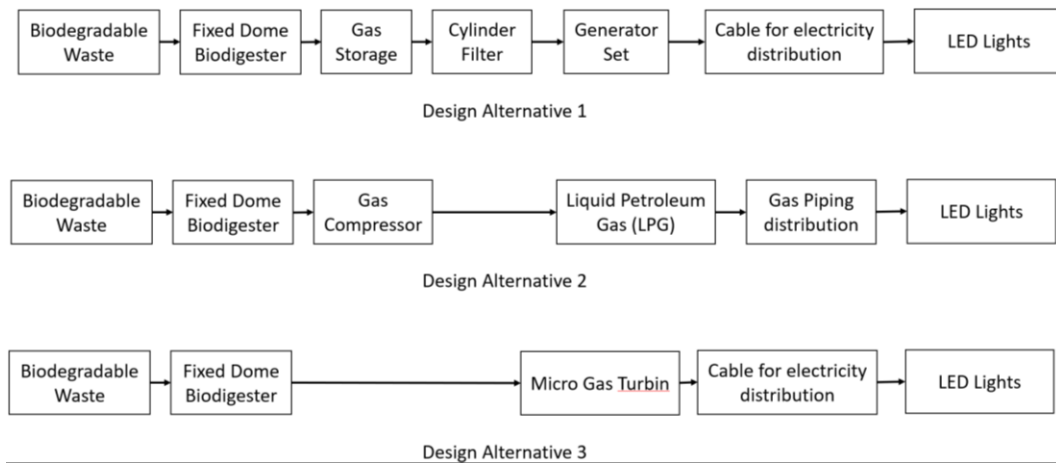 Biodegradable Waste
Fixed Dome Biodigester
Gas Storage
Cylinder Filter
Generator Set
Cable for electricity distribution
LED Lights
Design Alternative 1
Biodegradable Waste
Fixed Dome Biodigester
Gas Compressor
Liquid Petroleum Gas (LPG)
Gas Piping distribution
LED Lights
Design Alternative 2
Biodegradable Waste
Fixed Dome Biodigester
Micro Gas Turbin
Cable for electricity distribution
LED Lights
Design Alternative 3